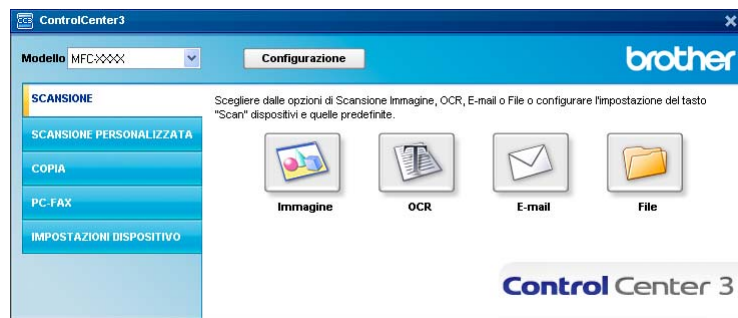 ControlCenter3
Modello MFC-XXXX Configurazione brother
SCANSIONE
SCANSIONE PERSONALIZZATA
COPIA
PC-FAX
IMPOSTAZIONI DISPOSITIVO
Scegliere dalle opzioni di Scansione Immagine, OCR, E-mail o File o configurare l'impostazione del tasto
"Scan" dispositivi e quelle predefinite.
Immagine OCR E-mail File
Control Center 3